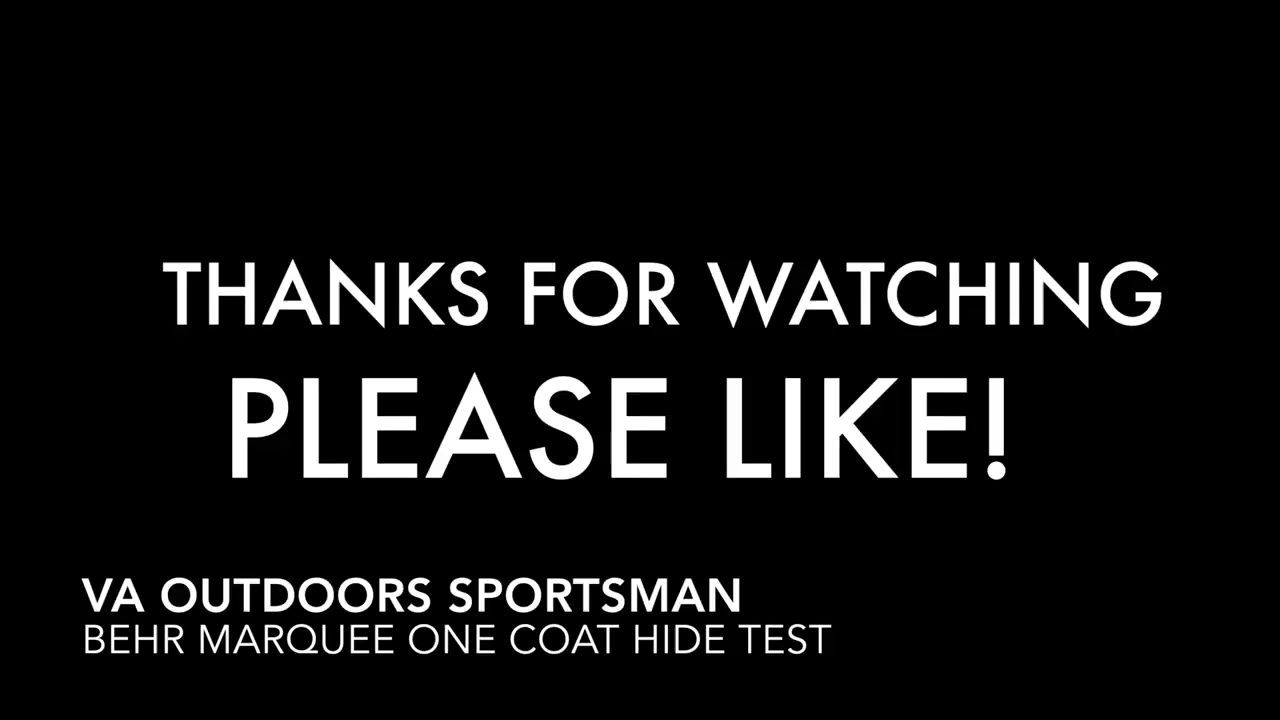 THANKS FOR WATCHING
PLEASE LIKE!
VA OUTDOORS SPORTSMAN
BEHR MARQUEE ONE COAT HIDE TEST